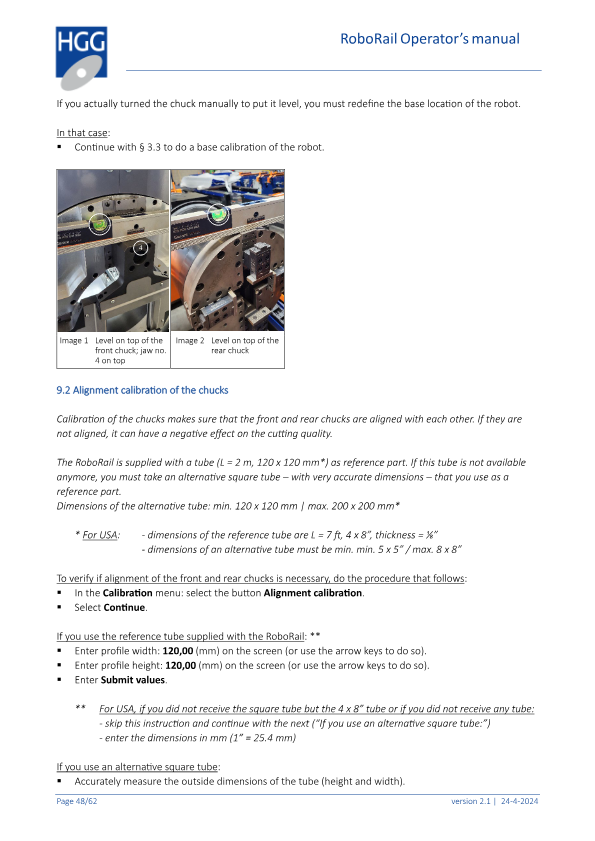 HGG
RoboRail Operator's manual
If you actually turned the chuck manually to put it level, you must redefine the base location of the robot.
In that case:
▪ Continue with § 3.3 to do a base calibration of the robot.
4
Image 1 Level on top of the
front chuck; jaw no.
4 on top
Image 2 Level on top of the
rear chuck
9.2 Alignment calibration of the chucks
Calibration of the chucks makes sure that the front and rear chucks are aligned with each other. If they are
not aligned, it can have a negative effect on the cutting quality.
The RoboRail is supplied with a tube (L = 2 m, 120 x 120 mm*) as reference part. If this tube is not available
anymore, you must take an alternative square tube – with very accurate dimensions – that you use as a
reference part.
Dimensions of the alternative tube: min. 120 x 120 mm | max. 200 x 200 mm*
* For USA: - dimensions of the reference tube are L = 7 ft, 4 x 8”, thickness = ⅛”
- dimensions of an alternative tube must be min. min. 5 x 5” / max. 8 x 8”
To verify if alignment of the front and rear chucks is necessary, do the procedure that follows:
▪ In the Calibration menu: select the button Alignment calibration.
▪ Select Continue.
If you use the reference tube supplied with the RoboRail: **
▪ Enter profile width: 120,00 (mm) on the screen (or use the arrow keys to do so).
▪ Enter profile height: 120,00 (mm) on the screen (or use the arrow keys to do so).
▪ Enter Submit values.
** For USA, if you did not receive the square tube but the 4 x 8” tube or if you did not receive any tube:
- skip this instruction and continue with the next (“If you use an alternative square tube:”)
- enter the dimensions in mm (1” = 25.4 mm)
If you use an alternative square tube:
▪ Accurately measure the outside dimensions of the tube (height and width).
Page 48/62
version 2.1 | 24-4-2024